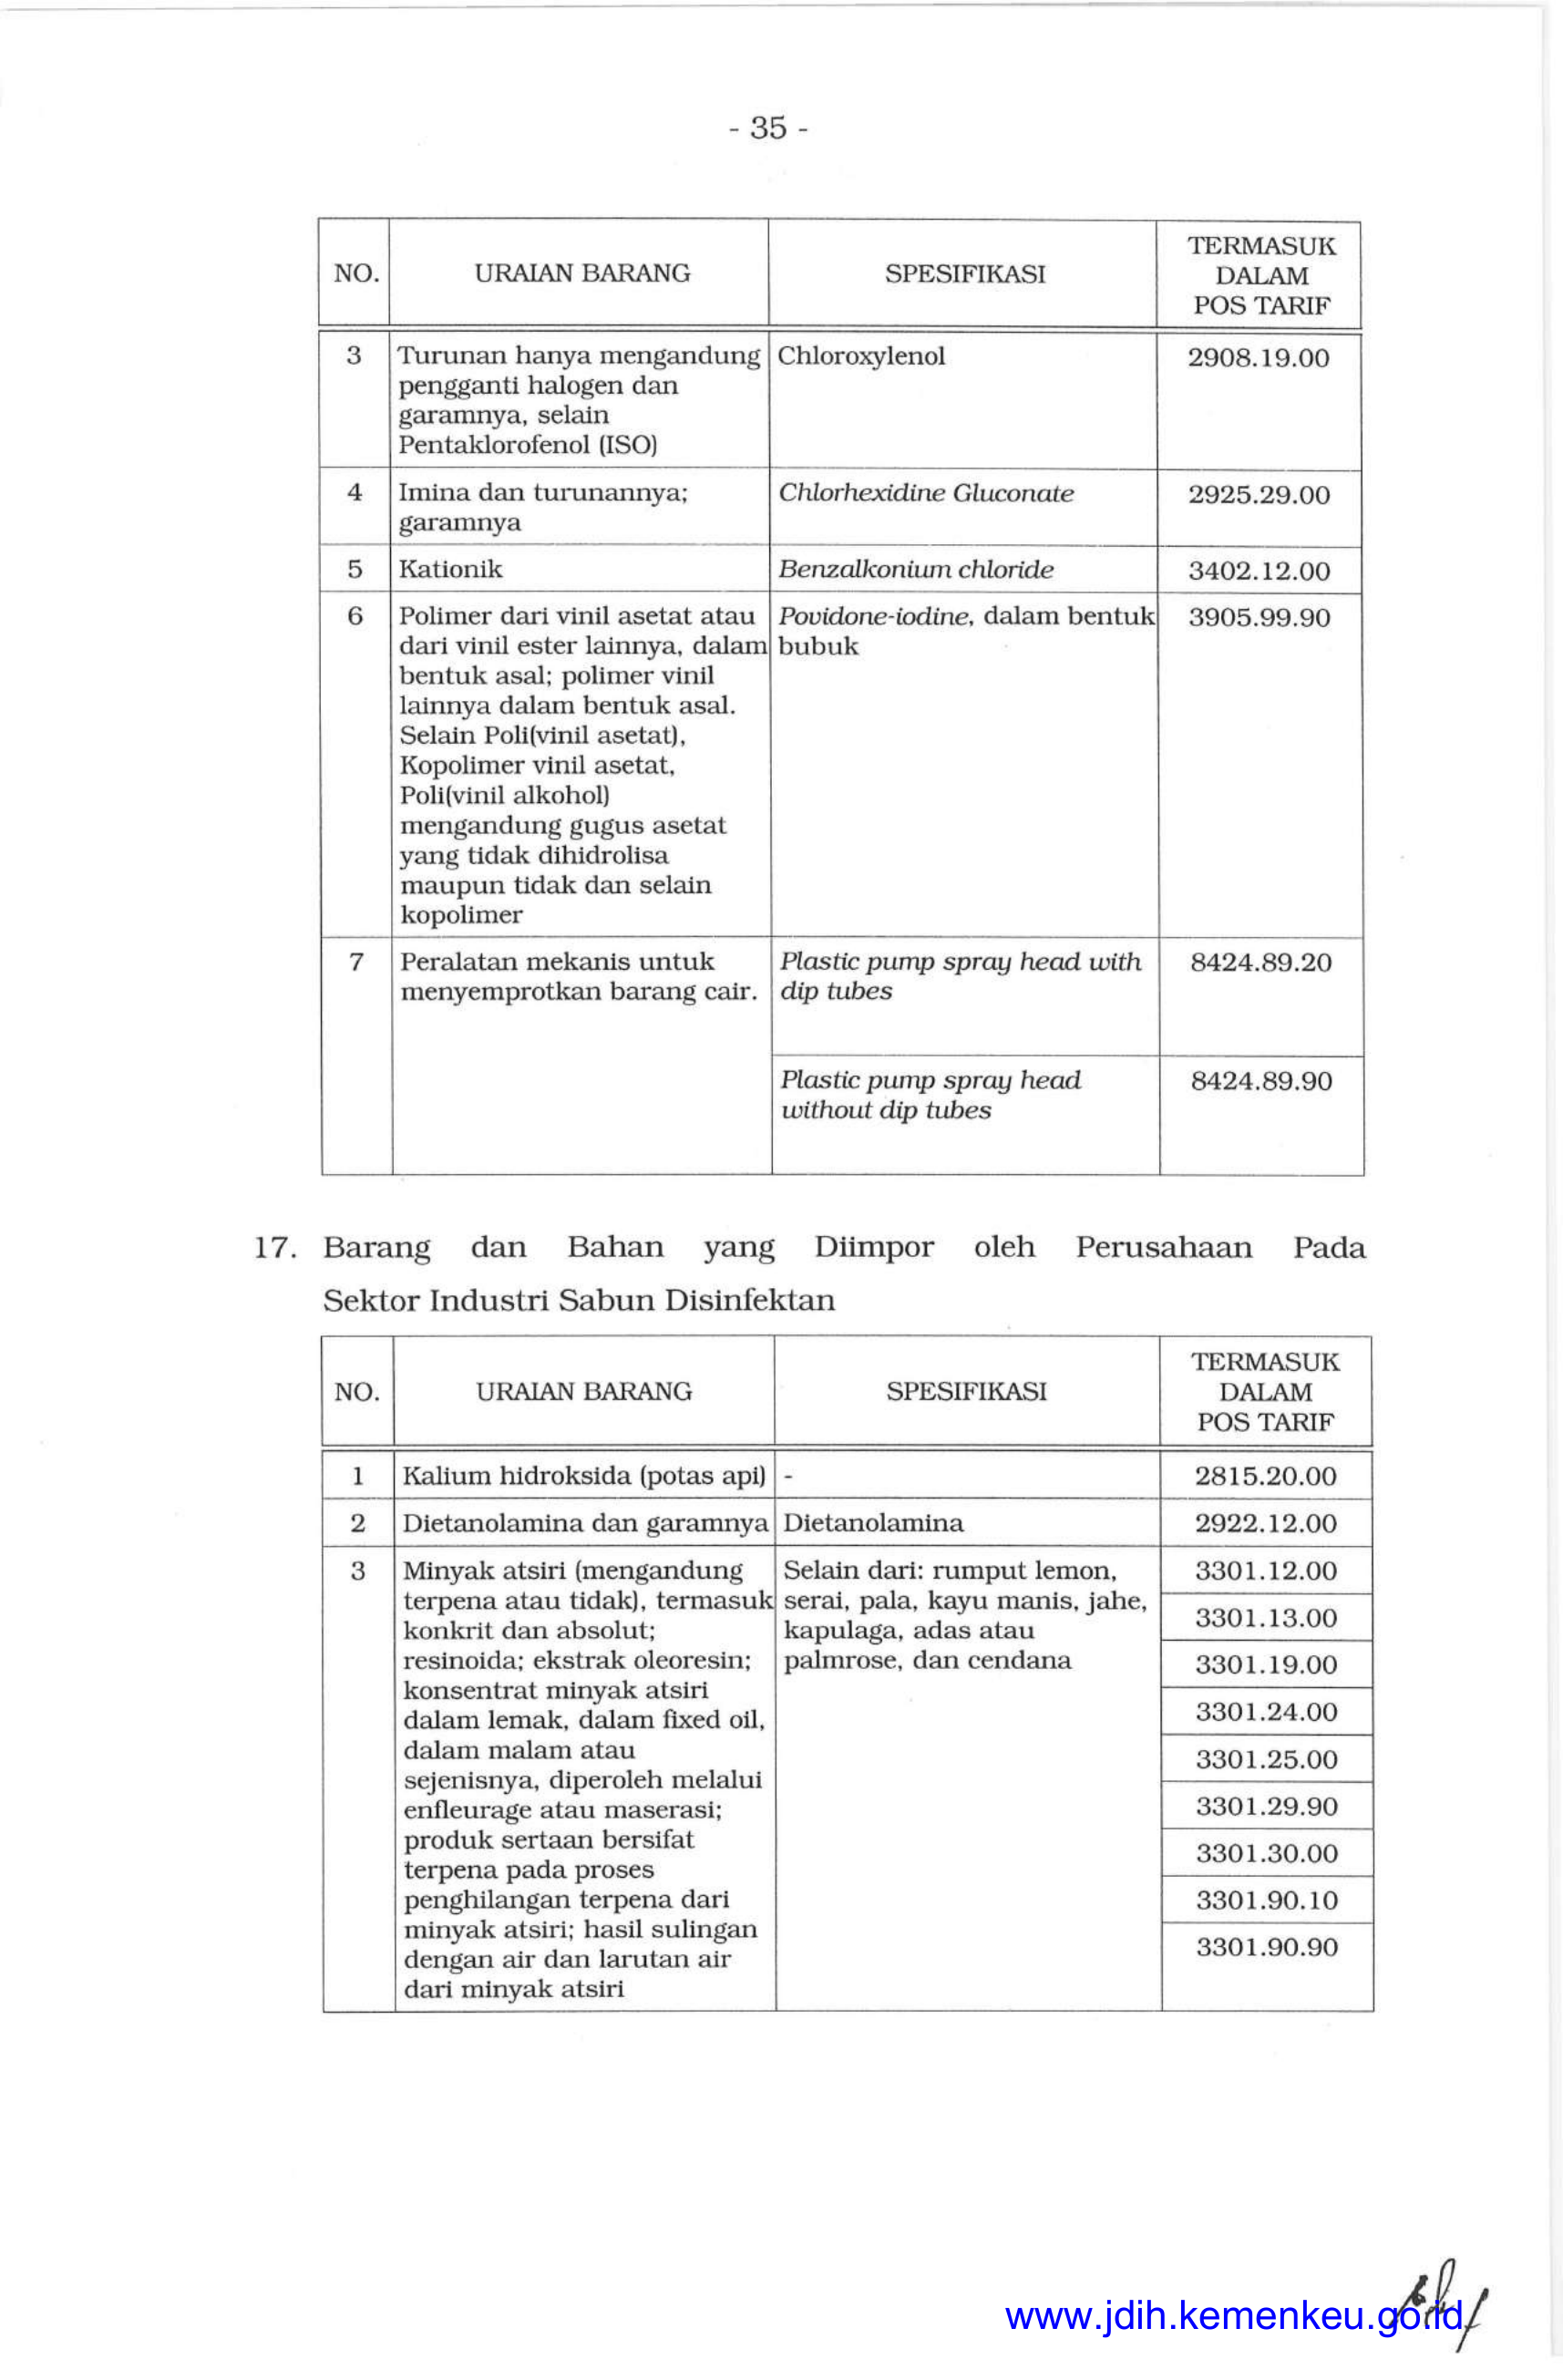 - 35 -
NO.
URAIAN BARANG
SPESIFIKASI
TERMASUK
DALAM
POS TARIF
3
Turunan hanya mengandung
pengganti halogen dan
garamnya, selain
Pentaklorofenol (ISO)
Chloroxylenol
2908.19.00
4
Imina dan turunannya;
garamnya
Chlorhexidine Gluconate
2925.29.00
5
Kationik
Benzalkonium chloride
3402.12.00
6
Polimer dari vinil asetat atau
dari vinil ester lainnya, dalam
bentuk asal; polimer vinil
lainnya dalam bentuk asal.
Selain Poli(vinil asetat),
Kopolimer vinil asetat,
Poli(vinil alkohol)
mengandung gugus asetat
yang tidak dihidrolisa
maupun tidak dan selain
kopolimer
Povidone-iodine, dalam bentuk
bubuk
3905.99.90
7
Peralatan mekanis untuk
menyemprotkan barang cair.
Plastic pump spray head with
dip tubes
8424.89.20
Plastic pump spray head
without dip tubes
8424.89.90
17. Barang dan Bahan yang Diimpor oleh Perusahaan Pada
Sektor Industri Sabun Disinfektan
NO.
URAIAN BARANG
SPESIFIKASI
TERMASUK
DALAM
POS TARIF
1
Kalium hidroksida (potas api)
-
2815.20.00
2
Dietanolamina dan garamnya
Dietanolamina
2922.12.00
3
Minyak atsiri (mengandung
terpena atau tidak), termasuk
konkrit dan absolut;
resinoida; ekstrak oleoresin;
konsentrat minyak atsiri
dalam lemak, dalam fixed oil,
dalam malam atau
sejenisnya, diperoleh melalui
enfleurage atau maserasi;
produk sertaan bersifat
terpena pada proses
penghilangan terpena dari
minyak atsiri; hasil sulingan
dengan air dan larutan air
dari minyak atsiri
Selain dari: rumput lemon,
serai, pala, kayu manis, jahe,
kapulaga, adas atau
palmrose, dan cendana
3301.12.00
3301.13.00
3301.19.00
3301.24.00
3301.25.00
3301.29.90
3301.30.00
3301.90.10
3301.90.90
www.jdih.kemenkeu.go.id